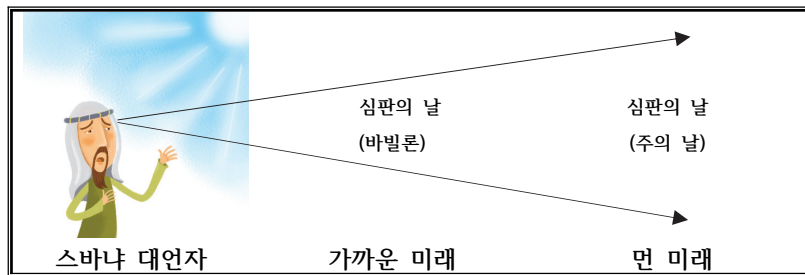 심판의 날 심판의 날
(바빌론) (주의 날)
스바냐 대언자 가까운 미래 먼 미래